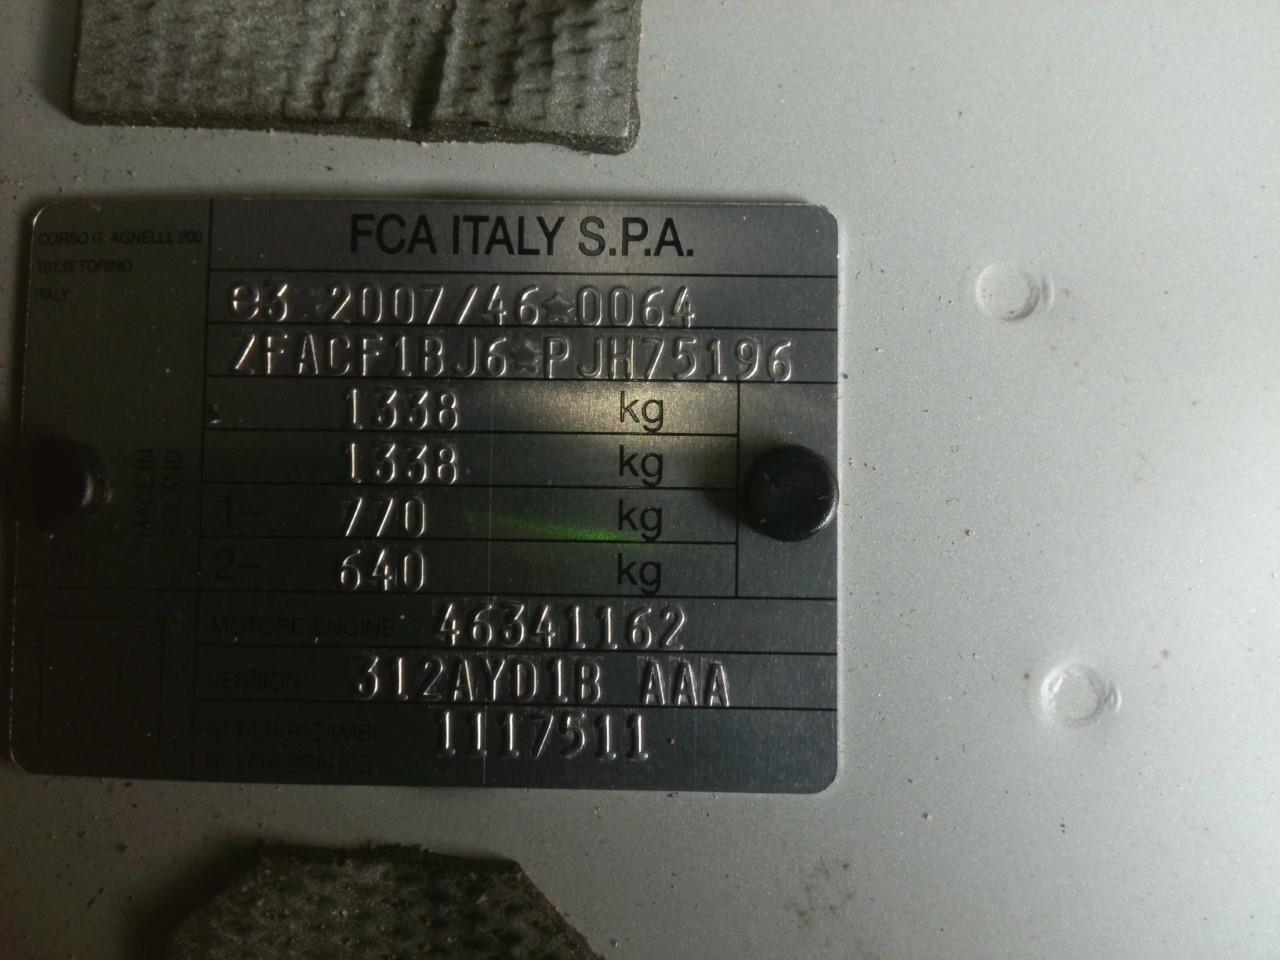 CORSO G. AGNELLI, 200
10135 TORINO
ITALY
MADE IN
POLAND
FCA ITALY S.P.A.
e3*2007/46*0064
ZFACF1BJ6*PJH75196
1338 kg
1338 kg
1- 770 kg
2- 640 kg
MOTORE-ENGINE 46341162
VERSION 312AYD1B AAA
N° PER RICAMBI 1117511
N° FOR SPARES